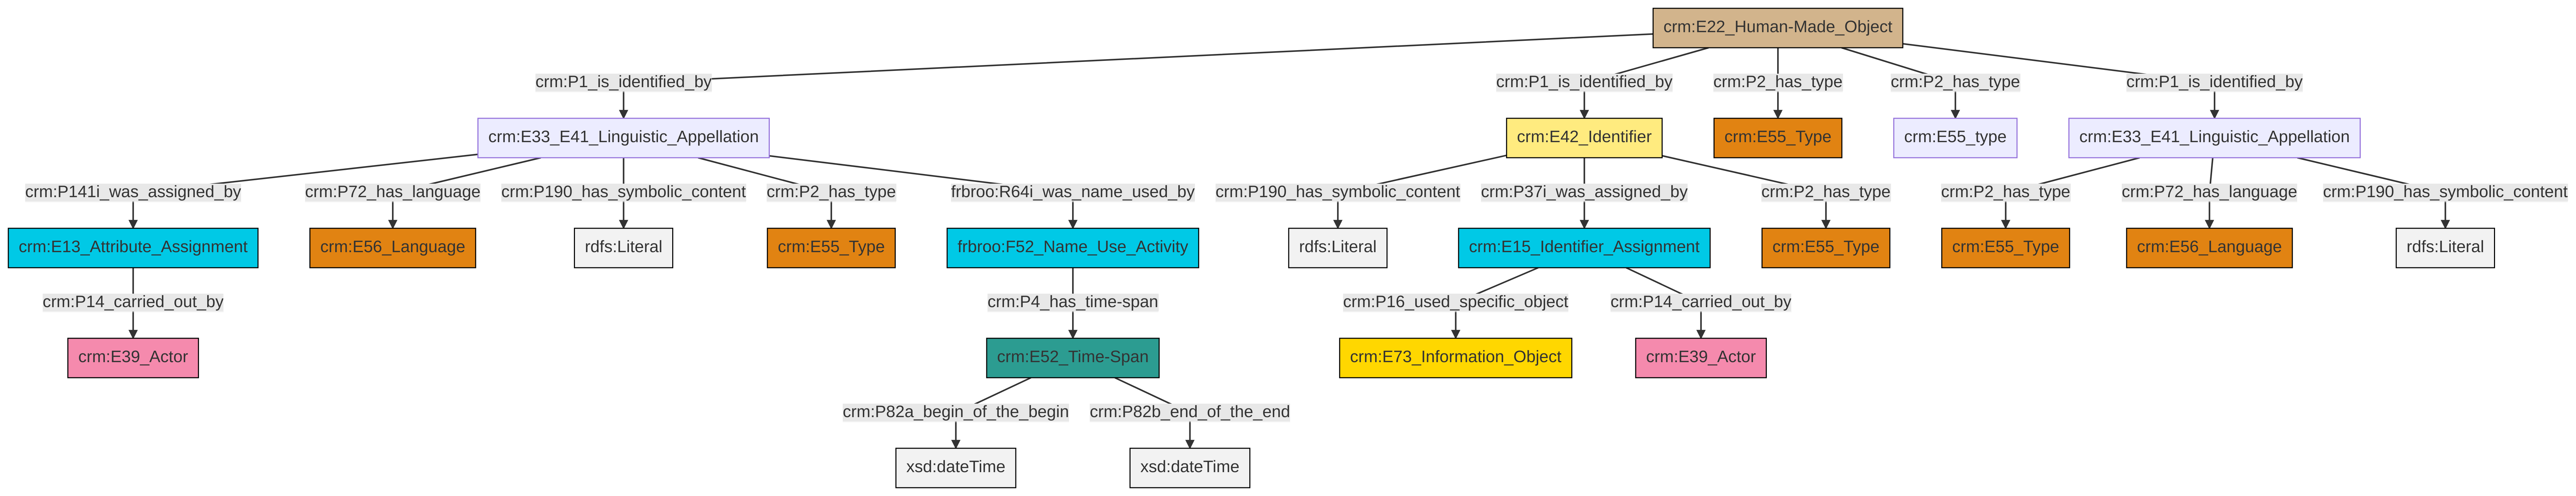 crm:E22_Human-Made_Object
crm:P1_is_identified_by
crm:P1_is_identified_by
crm:P2_has_type
crm:P2_has_type
crm:P1_is_identified_by
crm:E33_E41_Linguistic_Appellation
crm:E42_Identifier
crm:E55_Type
crm:E55_type
crm:E33_E41_Linguistic_Appellation
crm:P141i_was_assigned_by
crm:P72_has_language
crm:P190_has_symbolic_content
crm:P2_has_type
frbroo:R64i_was_name_used_by
crm:P190_has_symbolic_content
crm:P37i_was_assigned_by
crm:P2_has_type
crm:P2_has_type
crm:P72_has_language
crm:P190_has_symbolic_content
crm:E13_Attribute_Assignment
crm:E56_Language
rdfs:Literal
crm:E55_Type
frbroo:F52_Name_Use_Activity
rdfs:Literal
crm:E15_Identifier_Assignment
crm:E55_Type
crm:E55_Type
crm:E56_Language
rdfs:Literal
crm:P14_carried_out_by
crm:P4_has_time-span
crm:P16_used_specific_object
crm:P14_carried_out_by
crm:E39_Actor
crm:E52_Time-Span
crm:E73_Information_Object
crm:E39_Actor
crm:P82a_begin_of_the_begin
crm:P82b_end_of_the_end
xsd:dateTime
xsd:dateTime